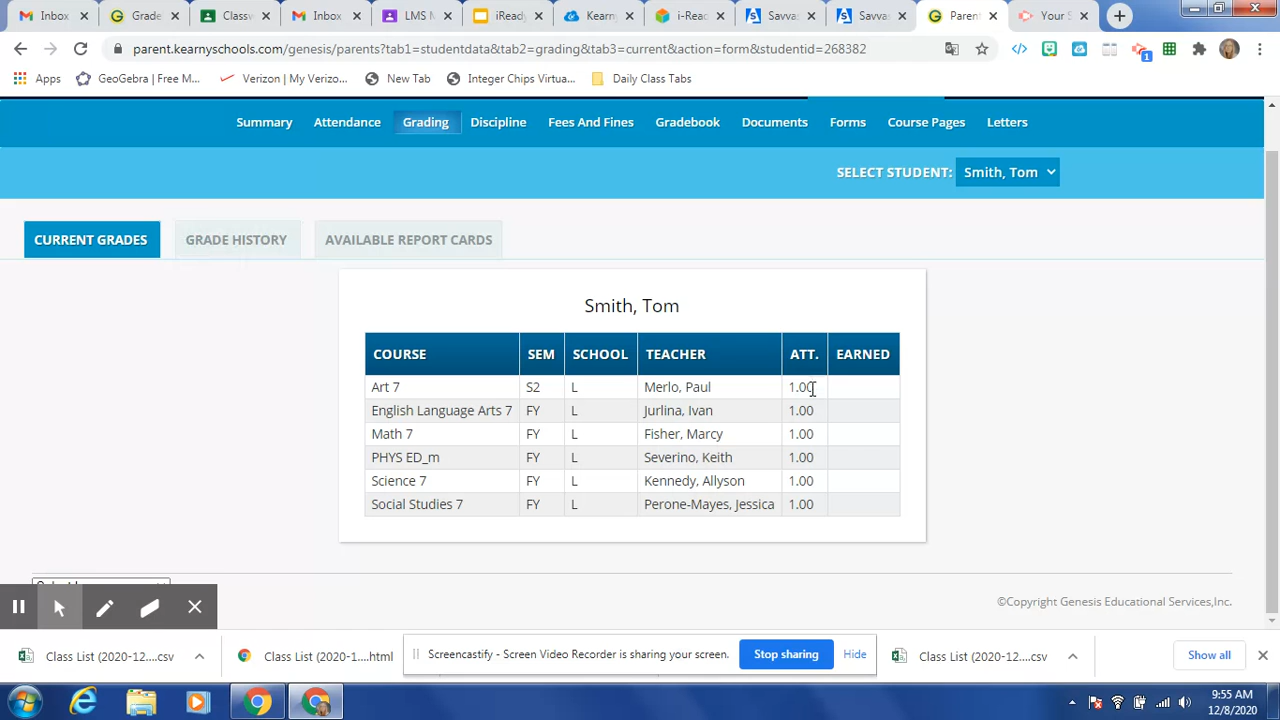 Inbox
Grade
Classw
Inbox
LMS M
iReady
Kearny
i-Read
Savvas
Savvas
Paren
Your S
parent.kearnyschools.com/genesis/parents?tab1=studentdata&tab2=grading&tab3=current&action=form&studentid=268382
1
Apps GeoGebra | Free M... Verizon | My Verizo... New Tab Integer Chips Virtua... Daily Class Tabs
Summary Attendance Grading Discipline Fees And Fines Gradebook Documents Forms Course Pages Letters
SELECT STUDENT: Smith, Tom
CURRENT GRADES GRADE HISTORY AVAILABLE REPORT CARDS
Smith, Tom
COURSE SEM SCHOOL TEACHER ATT. EARNED
Art 7 S2 L Merlo, Paul 1.00
English Language Arts 7 FY L Jurlina, Ivan 1.00
Math 7 FY L Fisher, Marcy 1.00
PHYS ED_m FY L Severino, Keith 1.00
Science 7 FY L Kennedy, Allyson 1.00
Social Studies 7 FY L Perone-Mayes, Jessica 1.00
©Copyright Genesis Educational Services,Inc.
Class List (2020-12....csv Class List (2020-1....html Screencastify - Screen Video Recorder is sharing your screen. Stop sharing Hide Class List (2020-12....csv Show all
9:55 AM
12/8/2020